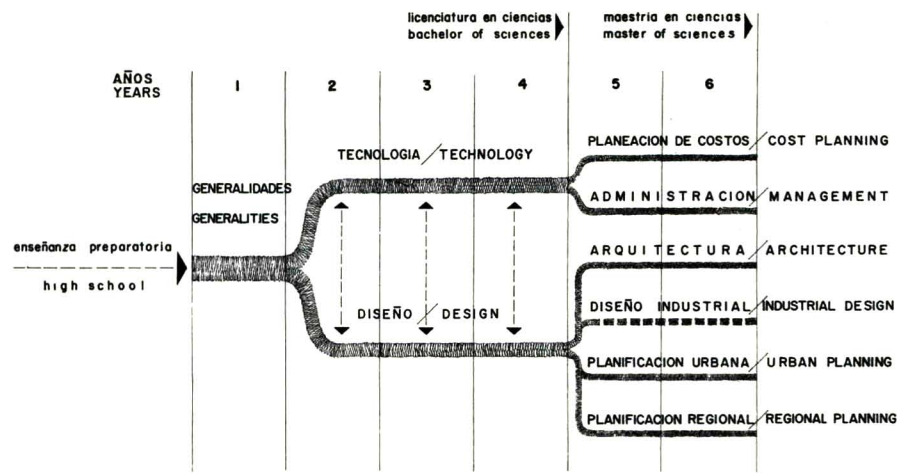 licenciatura en ciencias
bachelor of sciences
maestria en ciencias
master of sciences
AÑOS
YEARS
1 2 3 4 5 6
PLANEACION DE COSTOS / COST PLANNING
TECNOLOGIA / TECHNOLOGY
GENERALIDADES
GENERALITIES
ADMINISTRACION / MANAGEMENT
enseñanza preparatoria
high school
ARQUITECTURA / ARCHITECTURE
DISEÑO / DESIGN
DISEÑO INDUSTRIAL / INDUSTRIAL DESIGN
PLANIFICACION URBANA / URBAN PLANNING
PLANIFICACION REGIONAL / REGIONAL PLANNING